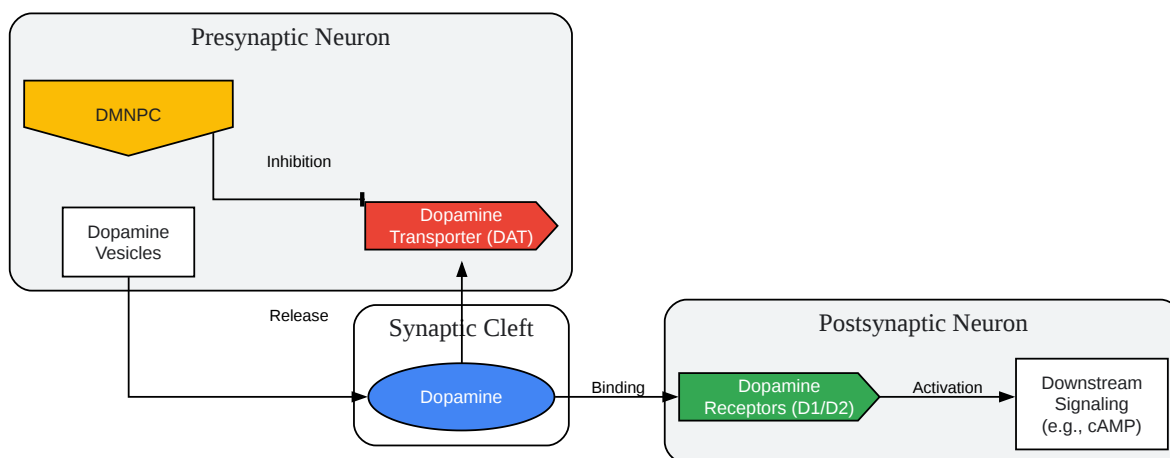 Presynaptic Neuron
DMNPC
Inhibition
Dopamine
Vesicles
Dopamine
Transporter (DAT)
Release
Synaptic Cleft
Dopamine
Binding
Postsynaptic Neuron
Dopamine
Receptors (D1/D2)
Activation
Downstream
Signaling
(e.g., cAMP)